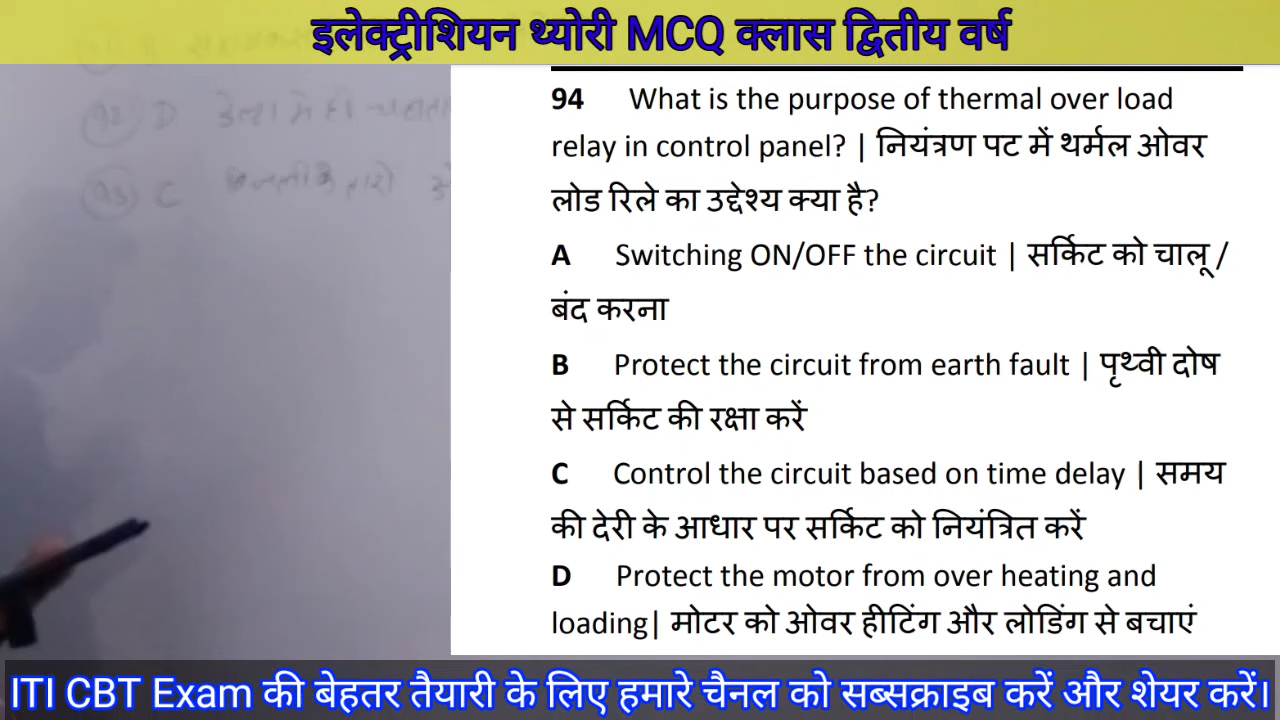 इलेक्ट्रीशियन थ्योरी MCQ क्लास द्वितीय वर्ष
92) D
93) C
94 What is the purpose of thermal over load
relay in control panel? | नियंत्रण पट में थर्मल ओवर
लोड रिले का उद्देश्य क्या है?
A Switching ON/OFF the circuit | सर्किट को चालू /
बंद करना
B Protect the circuit from earth fault | पृथ्वी दोष
से सर्किट की रक्षा करें
C Control the circuit based on time delay | समय
की देरी के आधार पर सर्किट को नियंत्रित करें
D Protect the motor from over heating and
loading| मोटर को ओवर हीटिंग और लोडिंग से बचाएं
ITI CBT Exam की बेहतर तैयारी के लिए हमारे चैनल को सब्सक्राइब करें और शेयर करें।